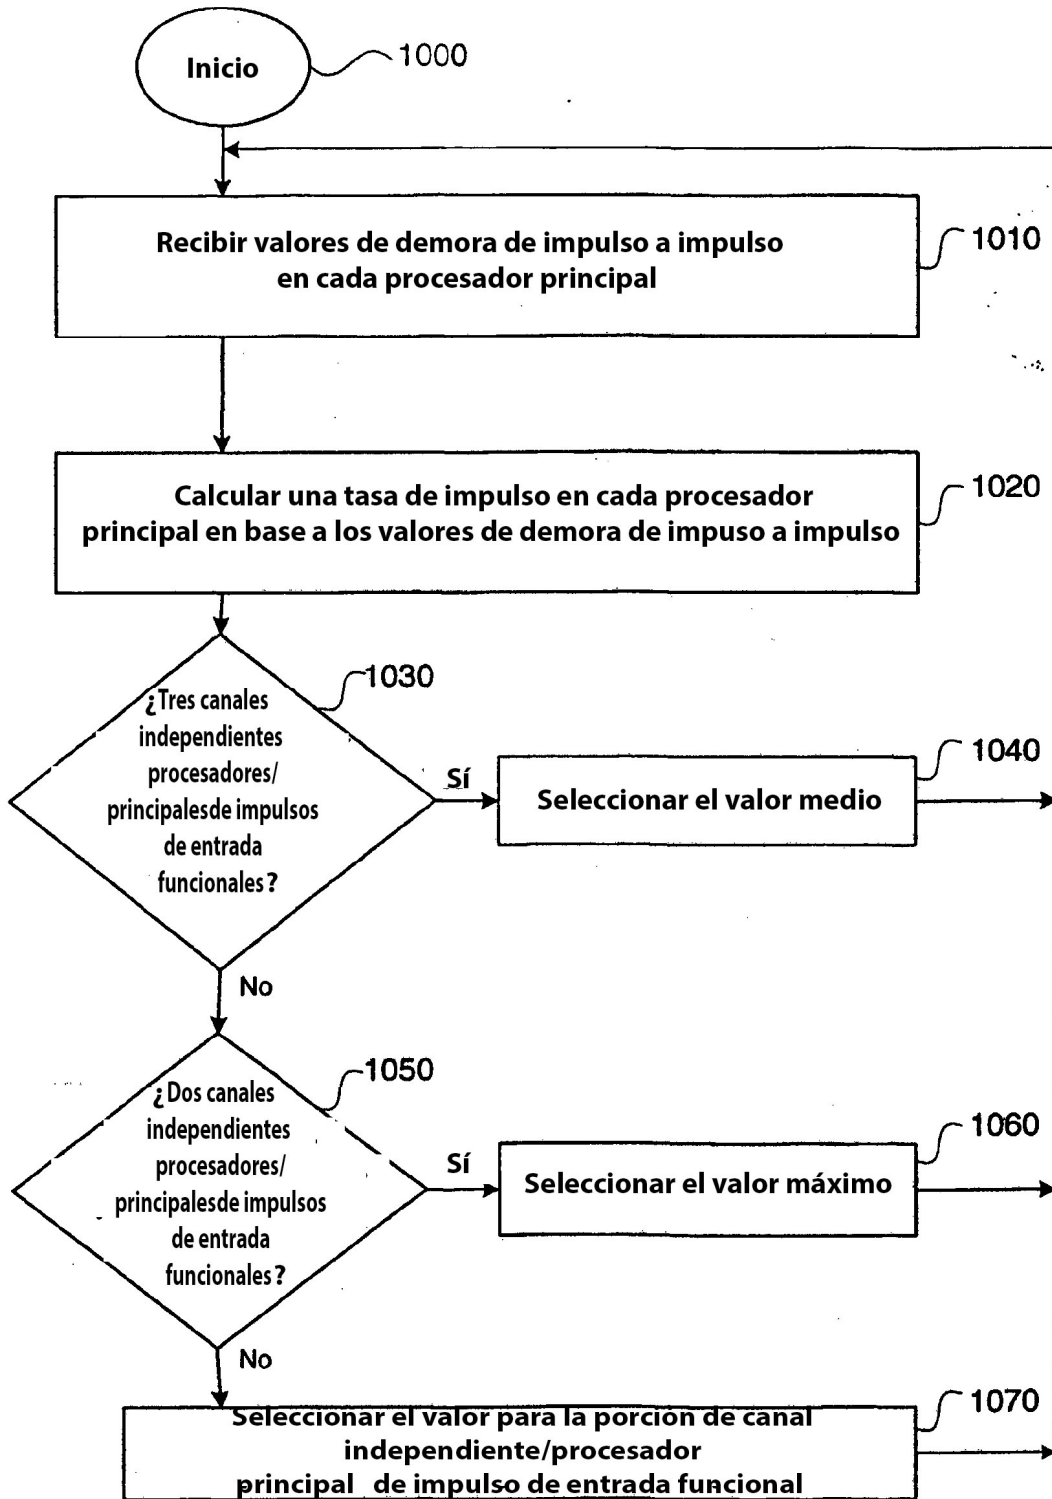 Inicio
1000
Recibir valores de demora de impulso a impulso
en cada procesador principal
1010
Calcular una tasa de impulso en cada procesador
principal en base a los valores de demora de impuso a impulso
1020
¿Tres canales
independientes
procesadores/
principalesde impulsos
de entrada
funcionales?
1030
Sí
Seleccionar el valor medio
1040
No
¿Dos canales
independientes
procesadores/
principalesde impulsos
de entrada
funcionales?
1050
Sí
Seleccionar el valor máximo
1060
No
Seleccionar el valor para la porción de canal
independiente/procesador
principal de impulso de entrada funcional
1070